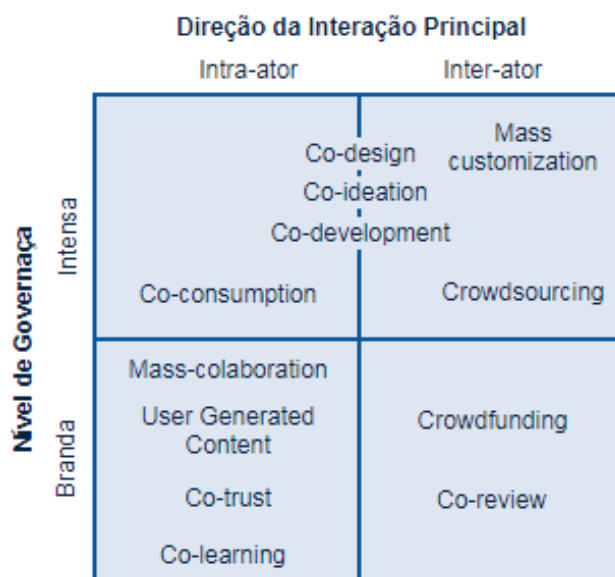 Direção da Interação Principal
Intra-ator
Inter-ator
Nível de Governaça
Intensa
Mass
customization
Co-design
Co-ideation
Co-development
Co-consumption
Crowdsourcing
Branda
Mass-colaboration
User Generated
Content
Crowdfunding
Co-trust
Co-review
Co-learning